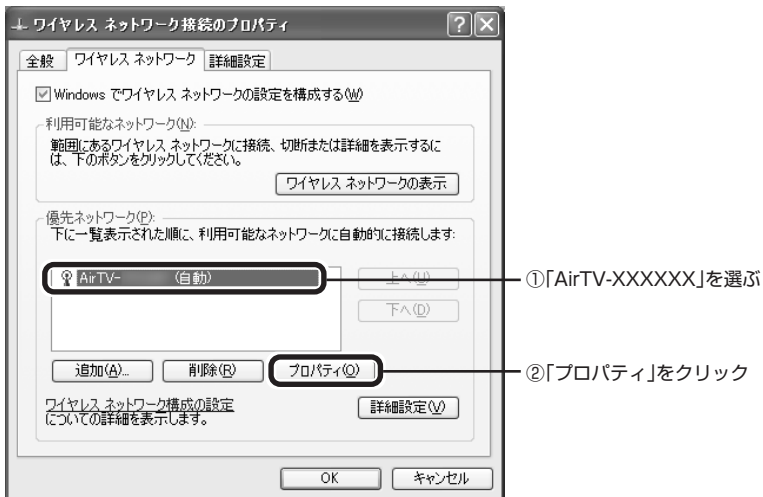 ワイヤレス ネットワーク接続のプロパティ
全般 ワイヤレス ネットワーク 詳細設定
Windows でワイヤレス ネットワークの設定を構成する(W)
利用可能なネットワーク(N):
範囲にあるワイヤレス ネットワークに接続、切断または詳細を表示するに
は、下のボタンをクリックしてください。
ワイヤレス ネットワークの表示
優先ネットワーク(P):
下に一覧表示された順に、利用可能なネットワークに自動的に接続します:
AirTV- (自動)
上へ(U)
①「AirTV-XXXXXX」を選ぶ
下へ(D)
追加(A)... 削除(R) プロパティ(O)
②「プロパティ」をクリック
ワイヤレス ネットワーク構成の設定
についての詳細を表示します。
詳細設定(V)
OK キャンセル